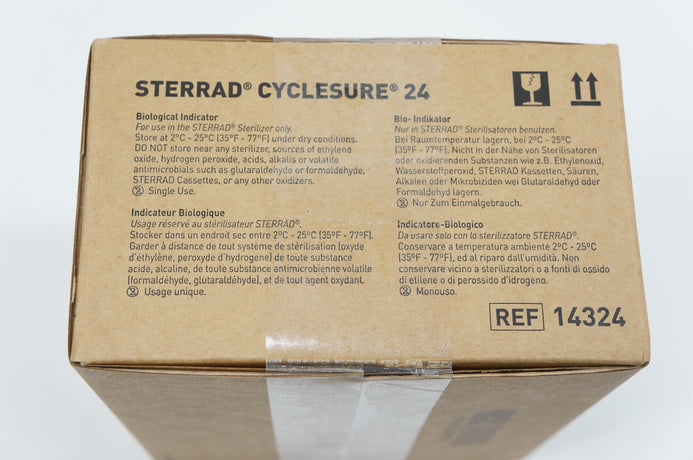 STERRAD® CYCLESURE® 24
Biological Indicator
For use in the STERRAD® Sterilizer only.
Store at 2°C - 25°C (35°F - 77°F) under dry conditions.
DO NOT store near any sterilizer, sources of ethylene
oxide, hydrogen peroxide, acids, alkalis or volatile
antimicrobials such as glutaraldehyde or formaldehyde,
STERRAD Cassettes, or any other oxidizers.
Single Use.
Indicateur Biologique
Usage réservé au stérilisateur STERRAD®.
Stocker dans un endroit sec entre 2°C - 25°C (35°F - 77°F).
Garder à distance de tout système de stérilisation (oxyde
d'éthylène, peroxyde d'hydrogene) de toute substance
acide, alcaline, de toute substance antimicrobienne volatile
(formaldéhyde, glutaraldéhyde), et de tout agent oxydant.
Usage unique.
Bio- Indikator
Nur in STERRAD® Sterilisatoren benutzen.
Bei Raumtemperatur lagern, bei 2°C - 25°C
(35°F - 77°F). Nicht in der Nähe von Sterilisatoren
oder oxidierenden Substanzen wie z.B. Ethylenoxid,
Wasserstoffperoxid, STERRAD Kassetten, Säuren,
Alkalen oder Mikrobiziden wei Glutaraldehyd oder
Formaldehyd lagern.
Nur Zum Einmalgebrauch.
Indicatore-Biologico
Da usare solo con lo sterilizzatore STERRAD®.
Conservare a temperatura ambiente 2°C - 25°C
(35°F - 77°F), ed al riparo dall'umidità. Non
conservare vicino a sterilizzatori o a fonti di ossido
di etilene o di perossido d'idrogeno.
Monouso.
REF 14324